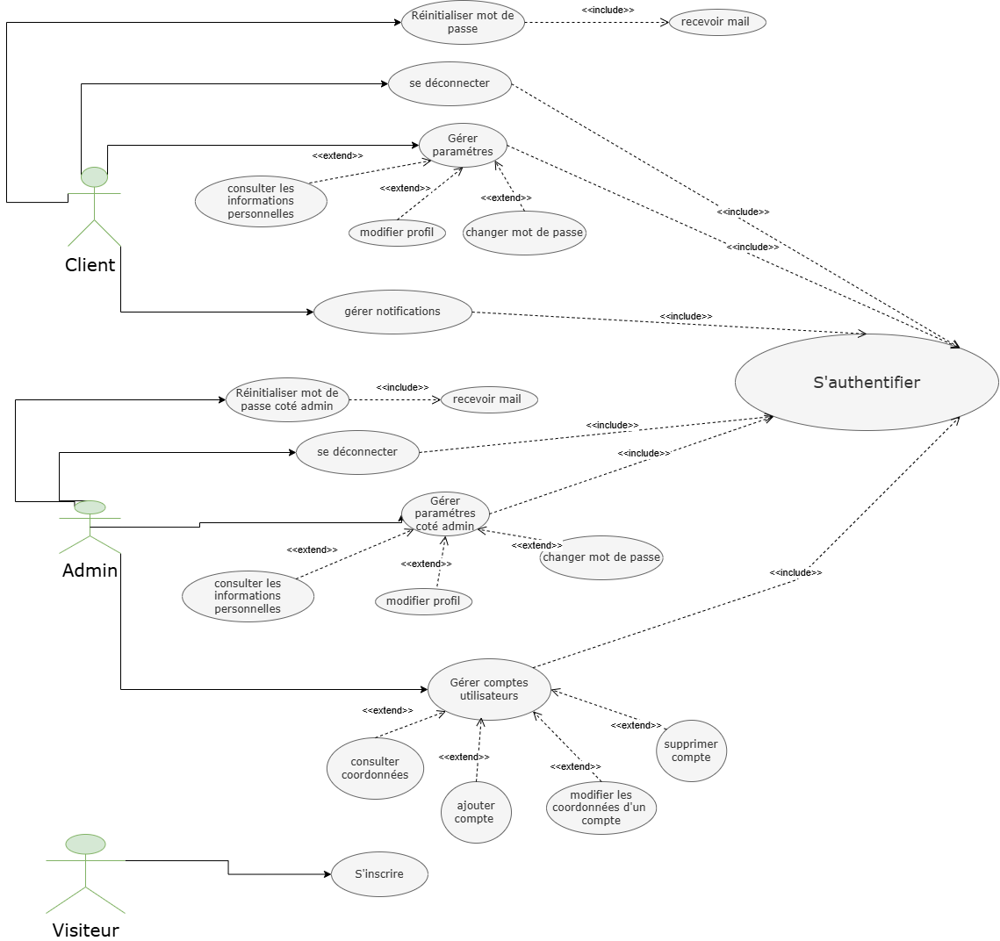 Réinitialiser mot de
passe
<<include>>
recevoir mail
se déconnecter
Gérer
paramétres
<<extend>>
consulter les
informations
personnelles
<<extend>>
modifier profil
<<extend>>
changer mot de passe
<<include>>
<<include>>
Client
gérer notifications
<<include>>
S'authentifier
Réinitialiser mot de
passe coté admin
<<include>>
recevoir mail
se déconnecter
<<include>>
<<include>>
Gérer
paramétres
coté admin
<<extend>>
<<extend>>
<<extend>>
changer mot de passe
consulter les
informations
personnelles
modifier profil
Admin
<<include>>
Gérer comptes
utilisateurs
<<extend>>
<<extend>>
<<extend>>
<<extend>>
consulter
coordonnées
ajouter
compte
modifier les
coordonnées d'un
compte
supprimer
compte
S'inscrire
Visiteur